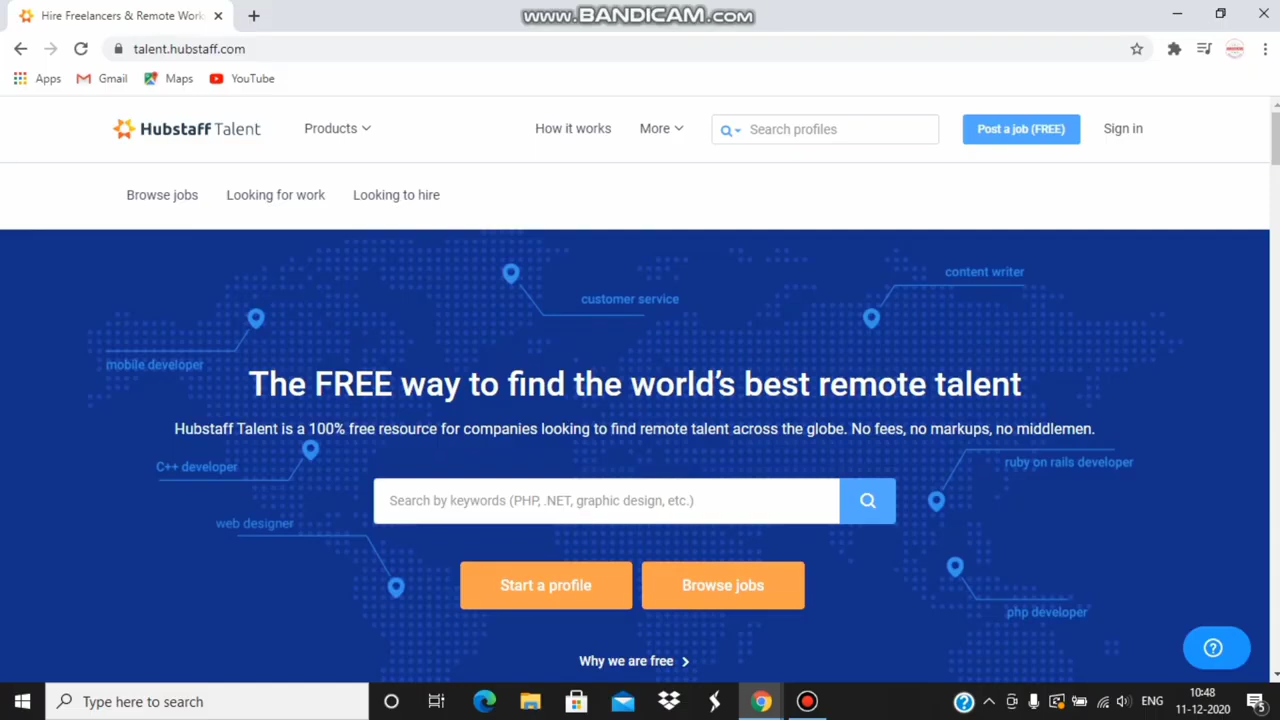 www.BANDICAM.com
Hire Freelancers & Remote Work
talent.hubstaff.com
Apps Gmail Maps YouTube
Hubstaff Talent Products How it works More Search profiles Post a job (FREE) Sign in
Browse jobs Looking for work Looking to hire
content writer
customer service
mobile developer
The FREE way to find the world's best remote talent
Hubstaff Talent is a 100% free resource for companies looking to find remote talent across the globe. No fees, no markups, no middlemen.
C++ developer
ruby on rails developer
Search by keywords (PHP, .NET, graphic design, etc.)
web designer
Start a profile Browse jobs
php developer
Why we are free
Type here to search
ENG
10:48
11-12-2020
5